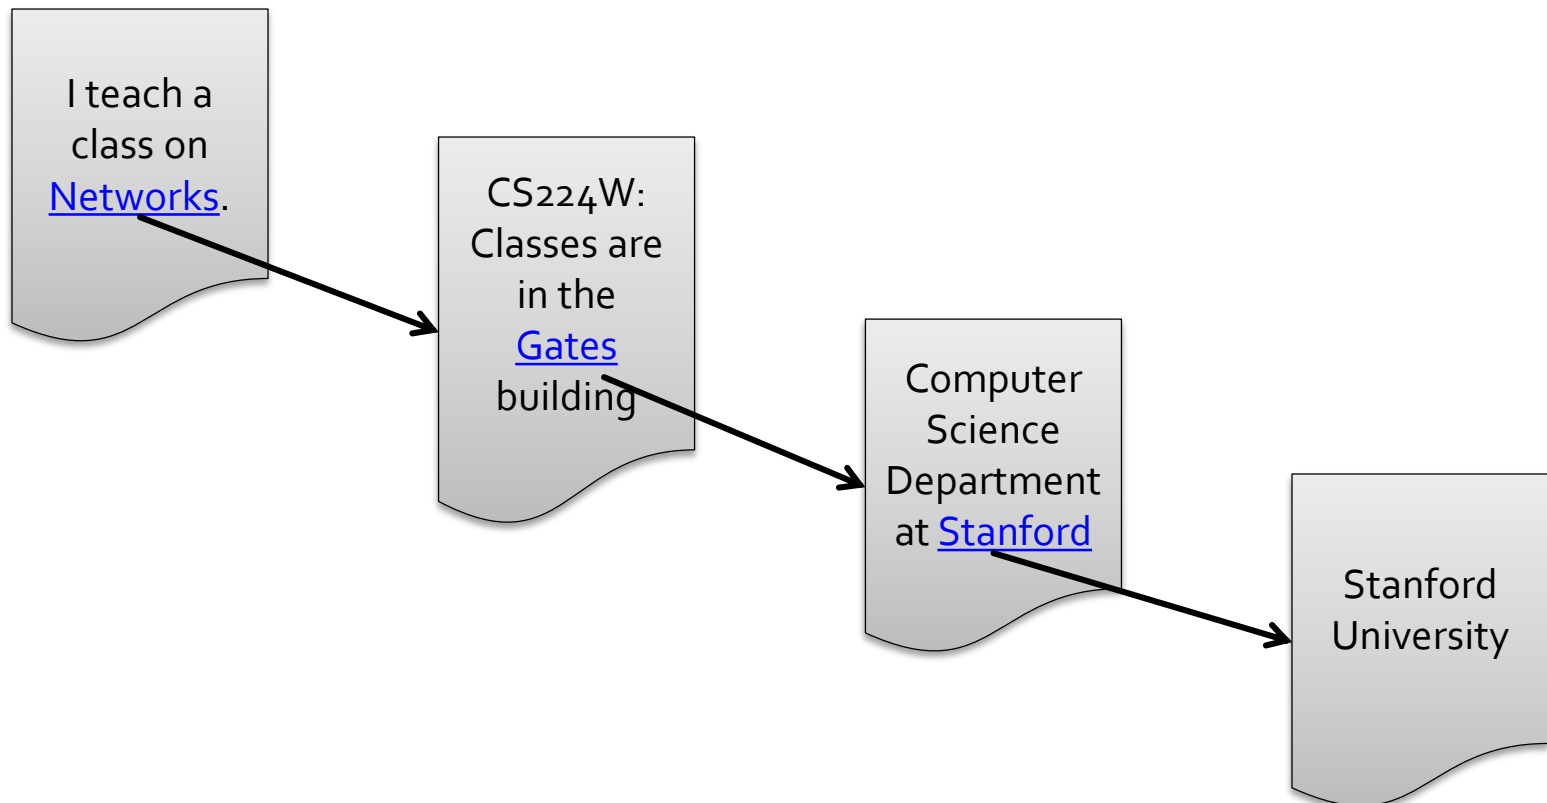 I teach a
class on
Networks.
CS224W:
Classes are
in the
Gates
building
Computer
Science
Department
at Stanford
Stanford
University